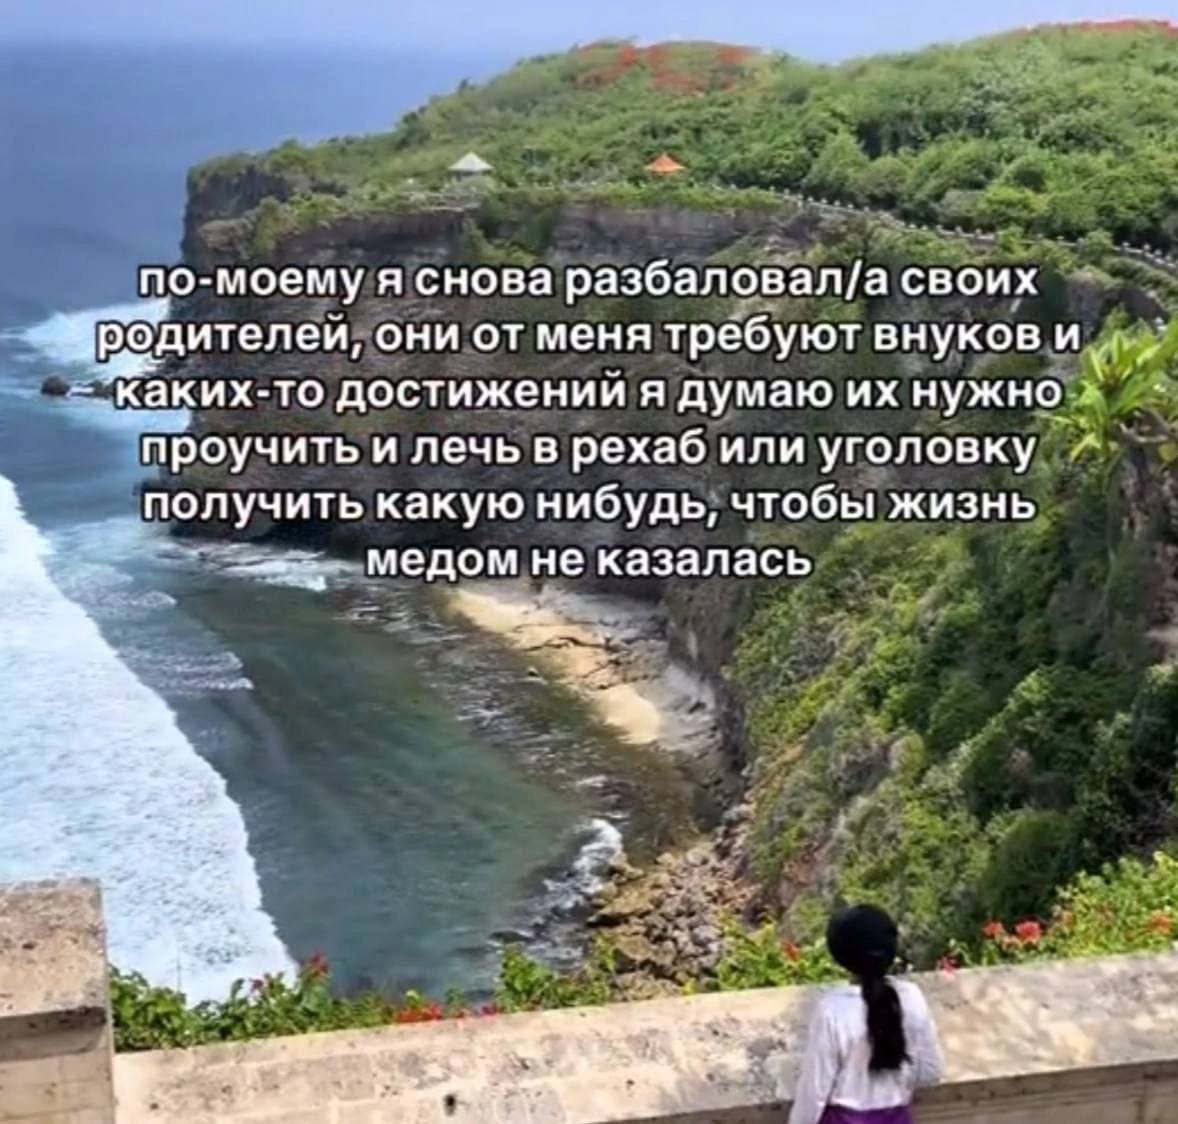 по-моему я снова разбаловал/а своих
родителей, они от меня требуют внуков и
каких-то достижений я думаю их нужно
проучить и лечь в рехаб или уголовку
получить какую нибудь, чтобы жизнь
медом не казалась